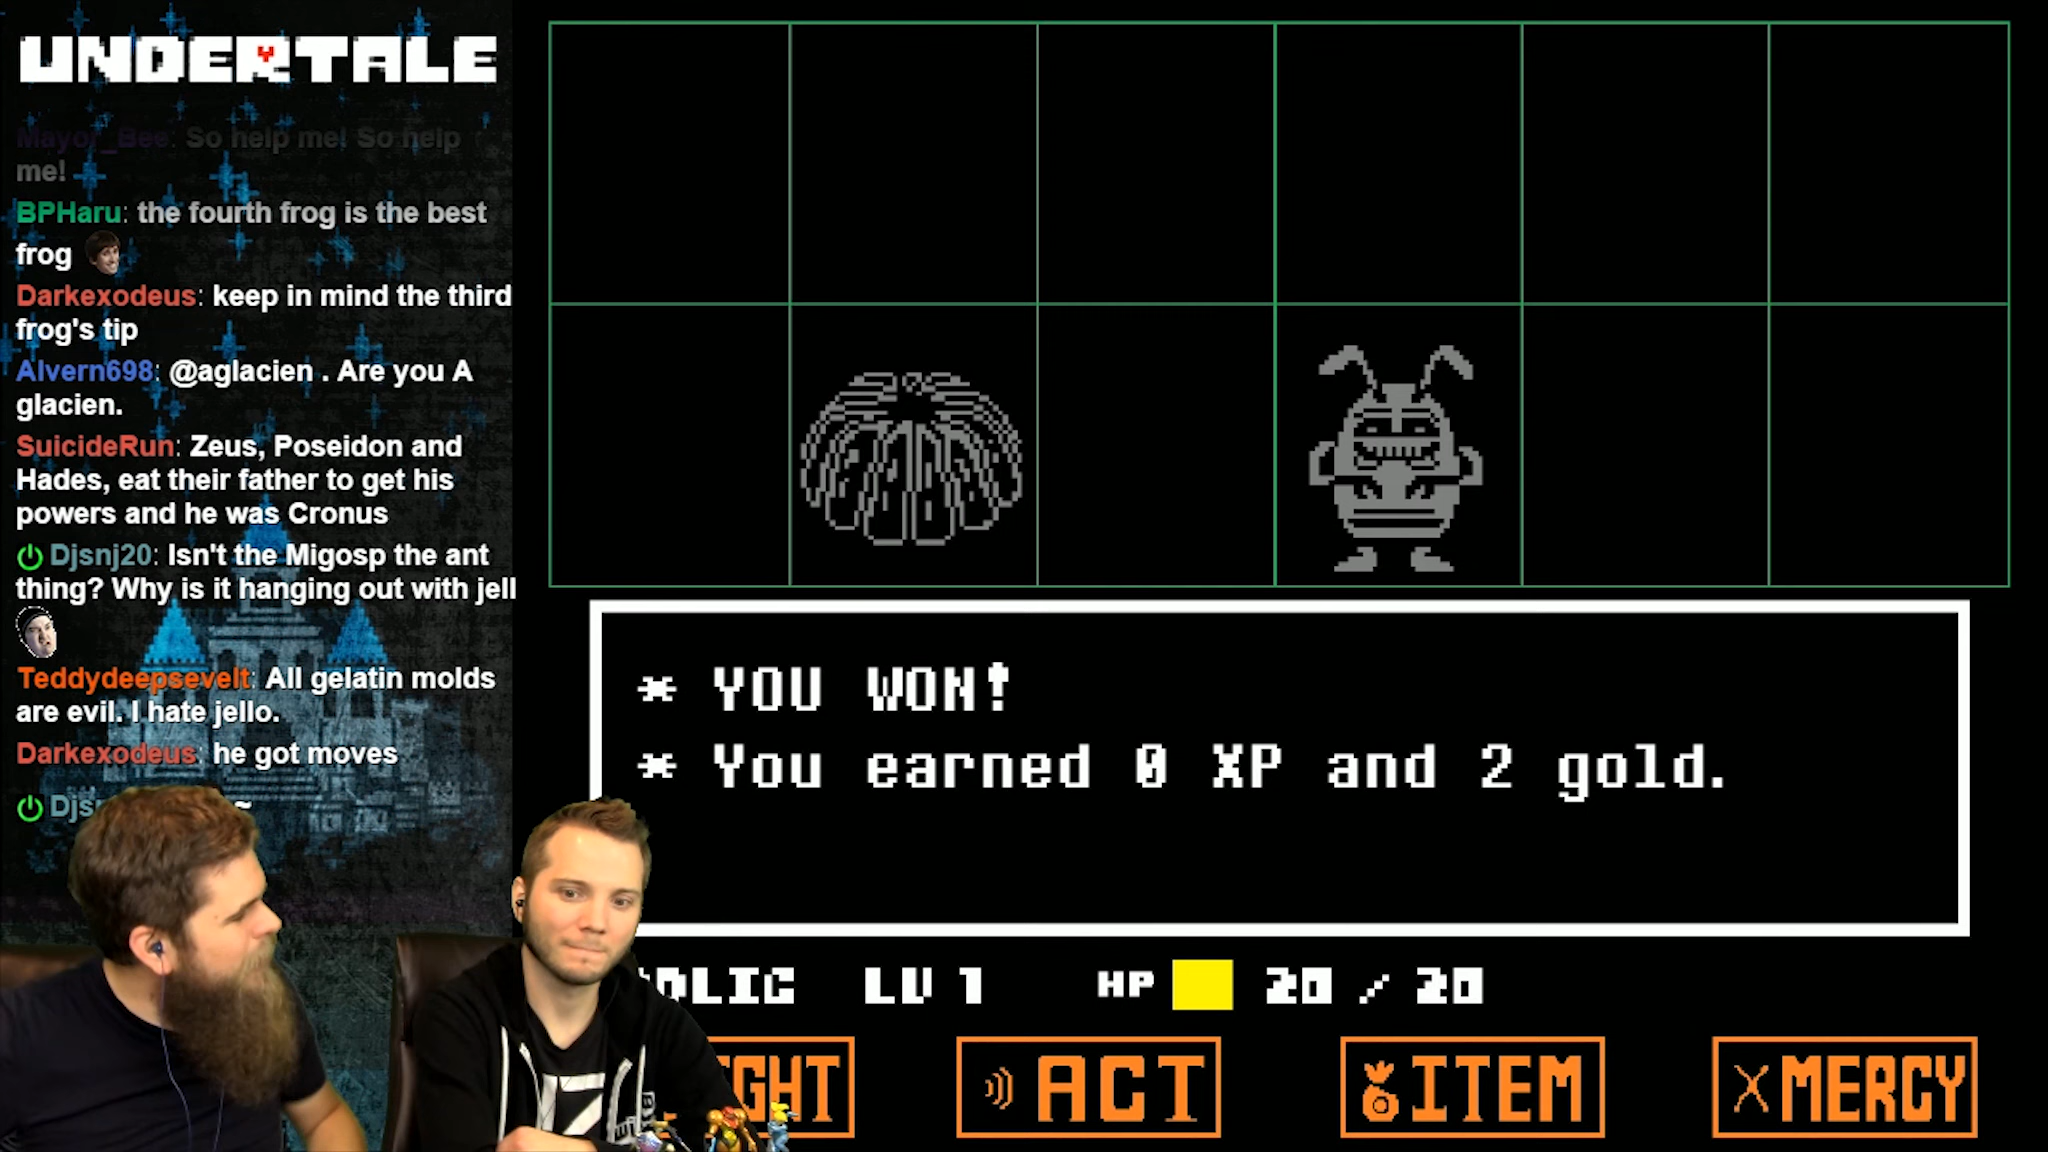 UNDERTALE
Mayor_Bee: So help me! So help
me!
BPHaru: the fourth frog is the best
frog
Darkexodeus: keep in mind the third
frog's tip
Alvern698: @aglacien . Are you A
glacien.
SuicideRun: Zeus, Poseidon and
Hades, eat their father to get his
powers and he was Cronus
Djsnj20: Isn't the Migosp the ant
thing? Why is it hanging out with jell
Teddydeepsevelt: All gelatin molds
are evil. I hate jello.
Darkexodeus: he got moves
* YOU WON!
* You earned 0 XP and 2 gold.
LV 1 HP 20 / 20
ACT
ITEM
MERCY